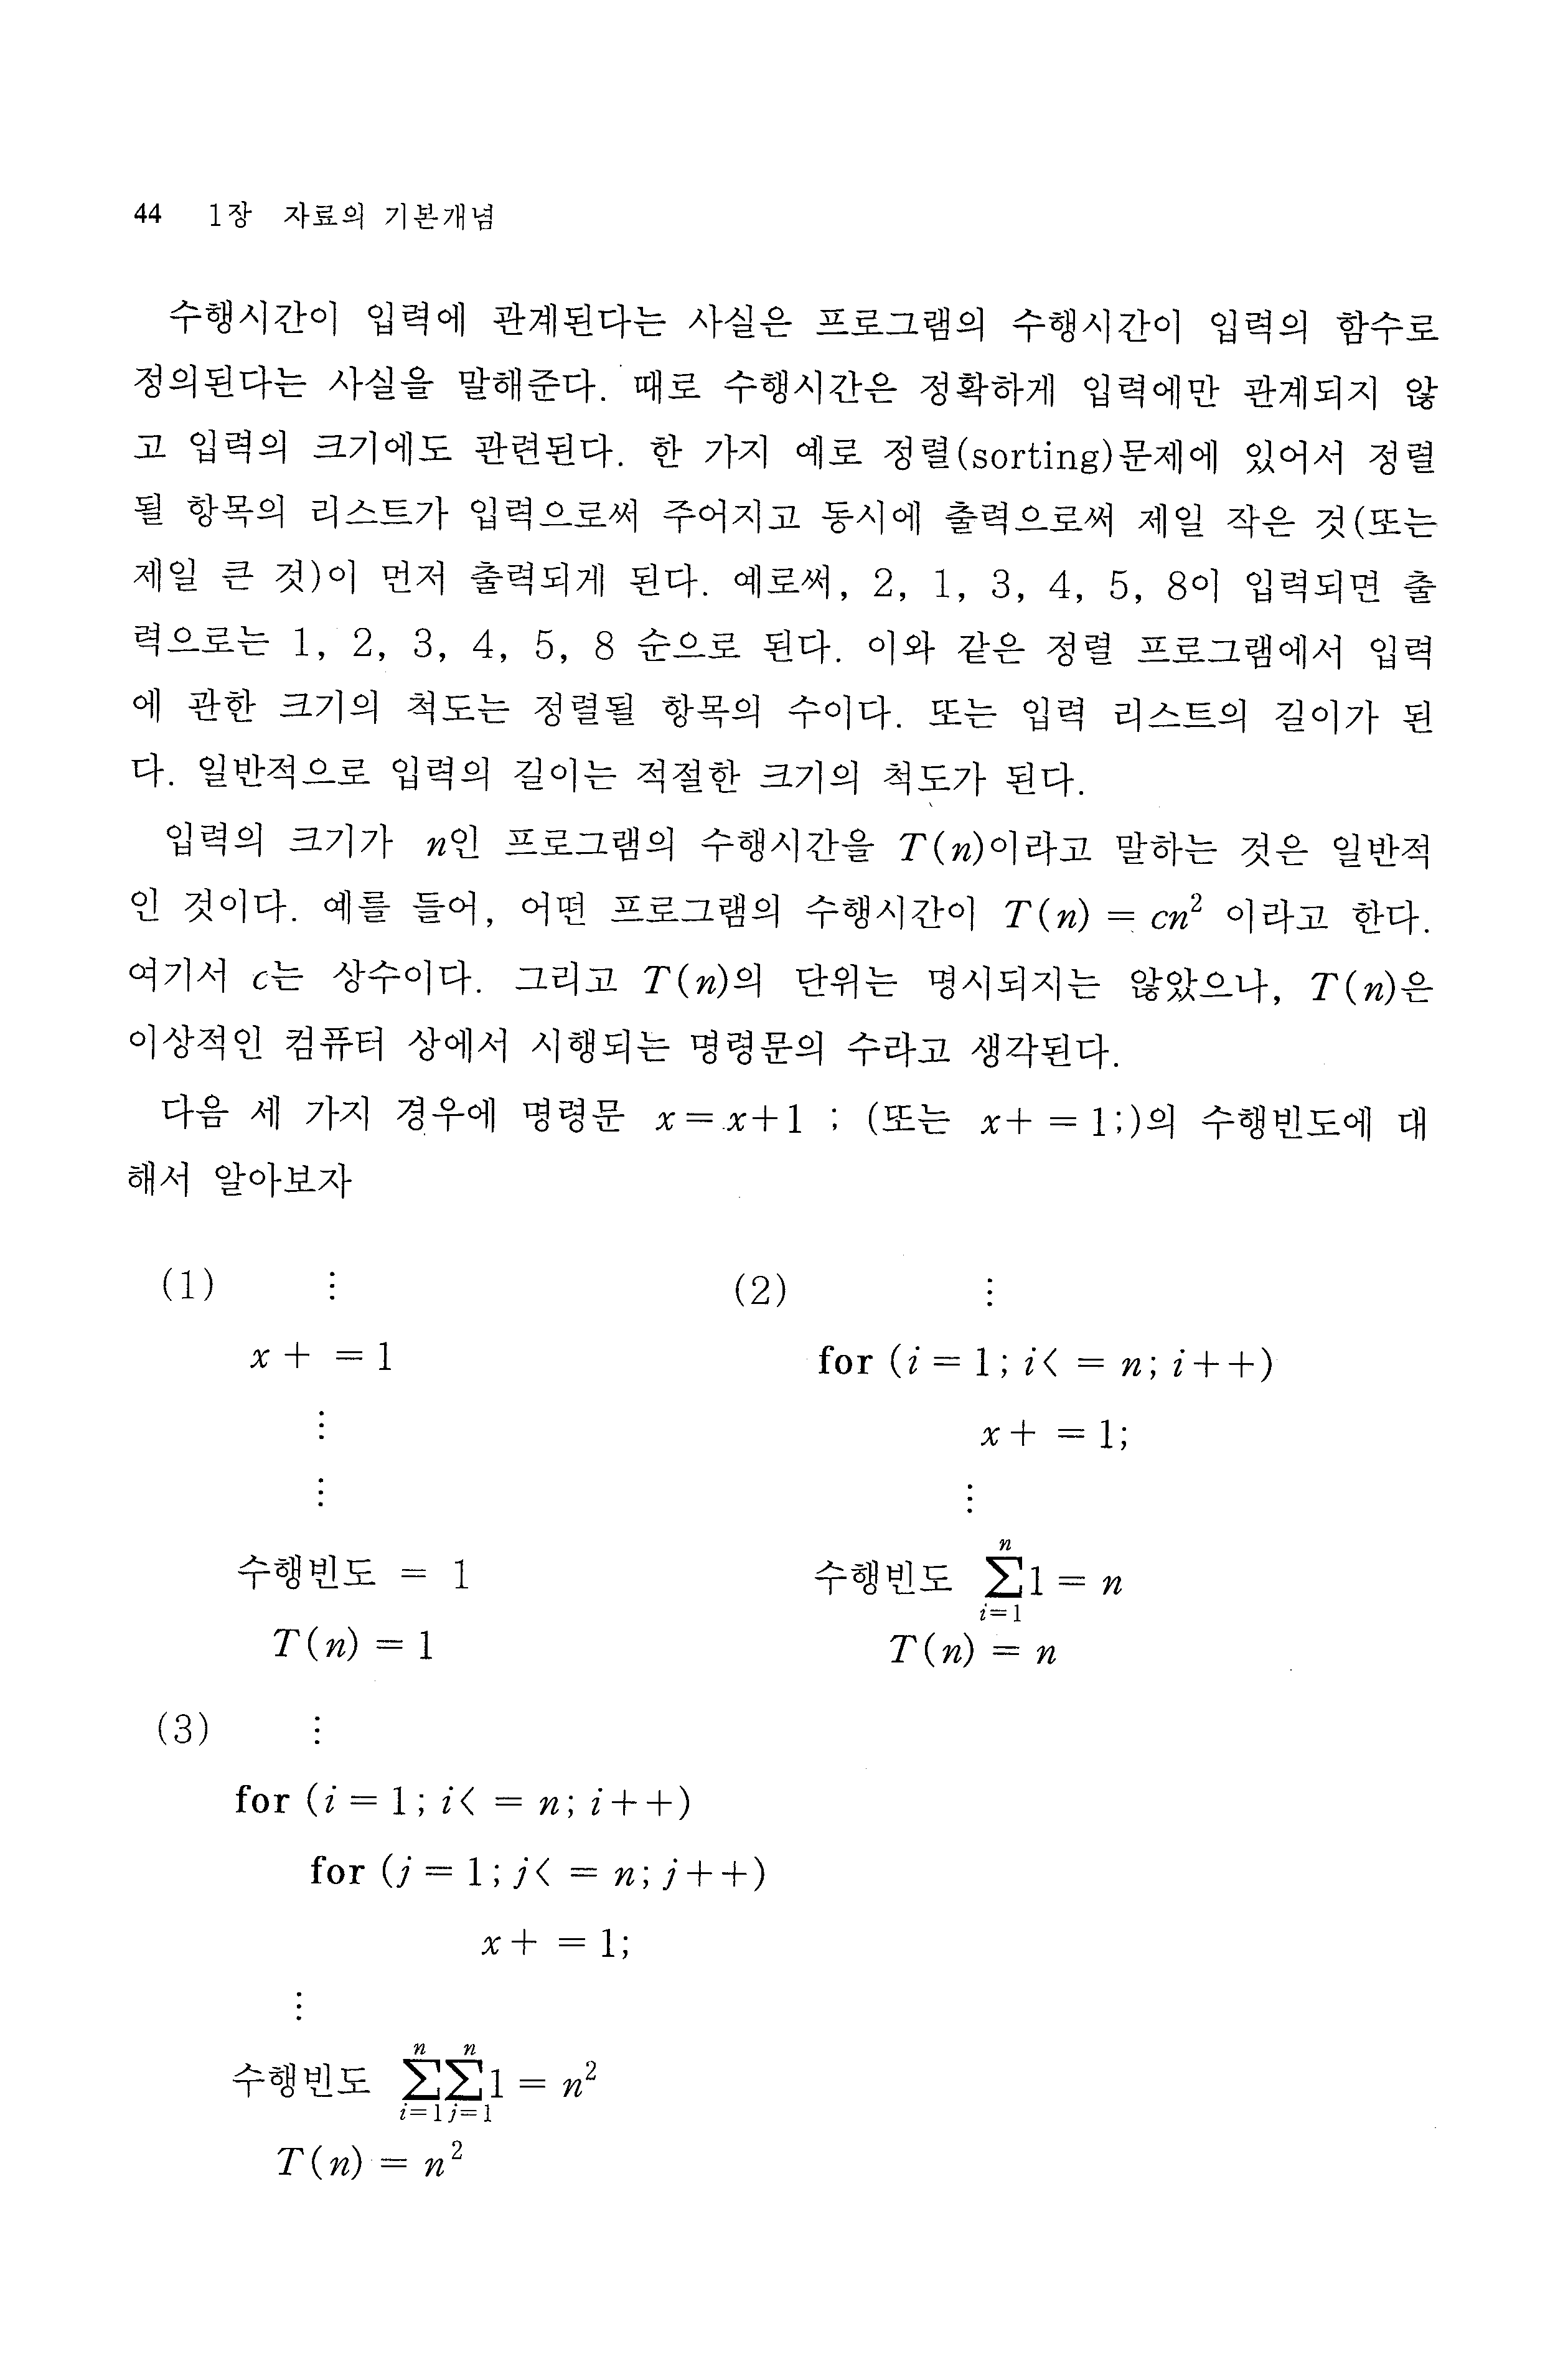 44 1장 자료의 기본개념
수행시간이 입력에 관계된다는 사실은 프로그램의 수행시간이 입력의 함수로
정의된다는 사실을 말해준다. 때로 수행시간은 정확하게 입력에만 관계되지 않
고 입력의 크기에도 관련된다. 한 가지 예로 정렬(sorting)문제에 있어서 정렬
될 항목의 리스트가 입력으로써 주어지고 동시에 출력으로써 제일 작은 것(또는
제일 큰 것)이 먼저 출력되게 된다. 예로써, 2, 1, 3, 4, 5, 8이 입력되면 출
력으로는 1, 2, 3, 4, 5, 8 순으로 된다. 이와 같은 정렬 프로그램에서 입력
에 관한 크기의 척도는 정렬될 항목의 수이다. 또는 입력 리스트의 길이가 된
다. 일반적으로 입력의 길이는 적절한 크기의 척도가 된다.
입력의 크기가 n인 프로그램의 수행시간을 T(n)이라고 말하는 것은 일반적
인 것이다. 예를 들어, 어떤 프로그램의 수행시간이 T(n) = cn² 이라고 한다.
여기서 c는 상수이다. 그리고 T(n)의 단위는 명시되지는 않았으나, T(n)은
이상적인 컴퓨터 상에서 시행되는 명령문의 수라고 생각된다.
다음 세 가지 경우에 명령문 x = x+1 ; (또는 x+ = 1;)의 수행빈도에 대
해서 알아보자
(1) ⋮
x + = 1
⋮
⋮
수행빈도 = 1
T(n) = 1
(2) ⋮
for (i = 1; i< = n; i++)
x+ = 1;
⋮
수행빈도 ∑_{i=1}^{n} 1 = n
T(n) = n
(3) ⋮
for (i = 1; i< = n; i++)
for (j = 1; j< = n; j++)
x+ = 1;
⋮
수행빈도 ∑_{i=1}^{n} ∑_{j=1}^{n} 1 = n²
T(n) = n²